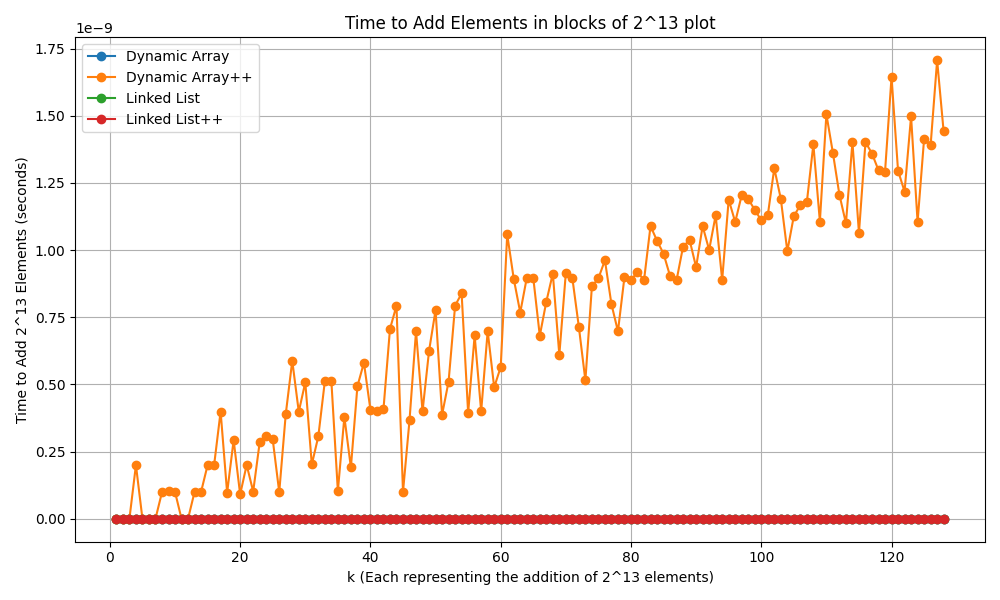 Time to Add Elements in blocks of 2^13 plot
1e−9
Dynamic Array
Dynamic Array++
Linked List
Linked List++
Time to Add 2^13 Elements (seconds)
1.75
1.50
1.25
1.00
0.75
0.50
0.25
0.00
0 20 40 60 80 100 120
k (Each representing the addition of 2^13 elements)